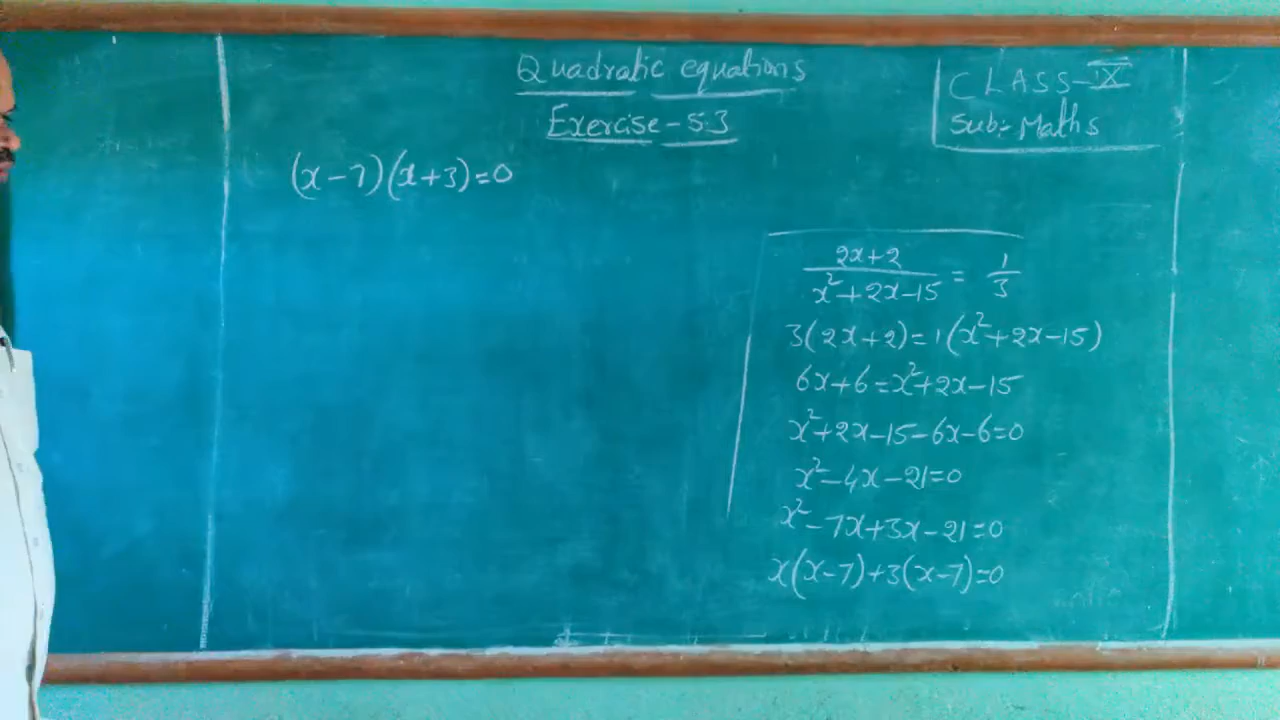 Quadratic equations
Exercise-5.3
CLASS-X
Sub:- Maths
(x-7)(x+3)=0
(2x+2)/(x²+2x-15) = 1/3
3(2x+2)=1(x²+2x-15)
6x+6=x²+2x-15
x²+2x-15-6x-6=0
x²-4x-21=0
x²-7x+3x-21=0
x(x-7)+3(x-7)=0